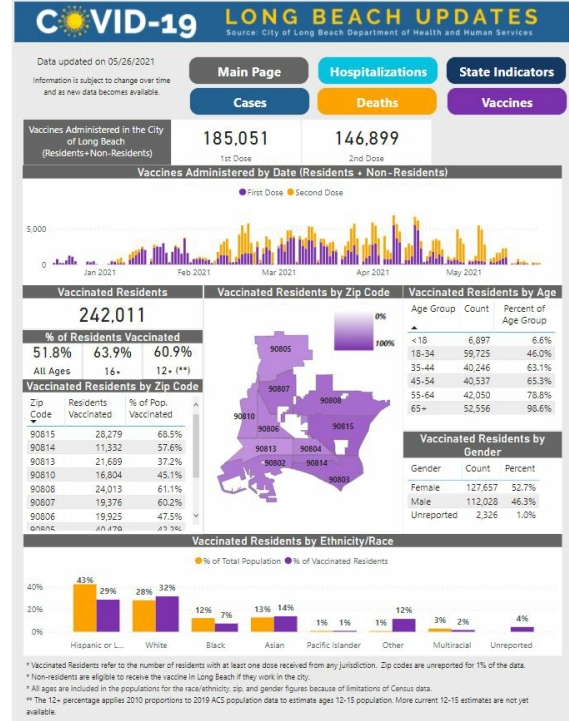 COVID-19 LONG BEACH UPDATES
Source: City of Long Beach Department of Health and Human Services
Data updated on 05/26/2021
Information is subject to change over time
and as new data becomes available.
Main Page
Hospitalizations
State Indicators
Cases
Deaths
Vaccines
Vaccines Administered in the City
of Long Beach
(Residents+Non-Residents)
185,051
1st Dose
146,899
2nd Dose
Vaccines Administered by Date (Residents + Non-Residents)
First Dose Second Dose
5,000
0
Jan 2021 Feb 2021 Mar 2021 Apr 2021 May 2021
Vaccinated Residents
242,011
% of Residents Vaccinated
51.8% 63.9% 60.9%
All Ages 16+ 12+ (**)
Vaccinated Residents by Zip Code
Zip Code Residents Vaccinated % of Pop. Vaccinated
90815 28,279 68.5%
90814 11,332 57.6%
90813 21,689 37.2%
90810 16,804 45.1%
90808 24,013 61.1%
90807 19,376 60.2%
90806 19,925 47.5%
90805 40,479 42.2%
Vaccinated Residents by Zip Code
0%
100%
90805
90807
90808
90810
90806
90815
90813
90804
90802
90814
90803
Vaccinated Residents by Age
Age Group Count Percent of Age Group
<18 6,897 6.6%
18-34 59,725 46.0%
35-44 40,246 63.1%
45-54 40,537 65.3%
55-64 42,050 78.8%
65+ 52,556 98.6%
Vaccinated Residents by
Gender
Gender Count Percent
Female 127,657 52.7%
Male 112,028 46.3%
Unreported 2,326 1.0%
Vaccinated Residents by Ethnicity/Race
% of Total Population % of Vaccinated Residents
40%
20%
0%
43% 29% 28% 32% 12% 7% 13% 14% 1% 1% 1% 12% 3% 2% 4%
Hispanic or L... White Black Asian Pacific Islander Other Multiracial Unreported
* Vaccinated Residents refer to the number of residents with at least one dose received from any jurisdiction. Zip codes are unreported for 1% of the data.
* Non-residents are eligible to receive the vaccine in Long Beach if they work in the city.
* All ages are included in the populations for the race/ethnicity, zip, and gender figures because of limitations of Census data.
** The 12+ percentage applies 2010 proportions to 2019 ACS population data to estimate ages 12-15 population. More current 12-15 estimates are not yet
available.